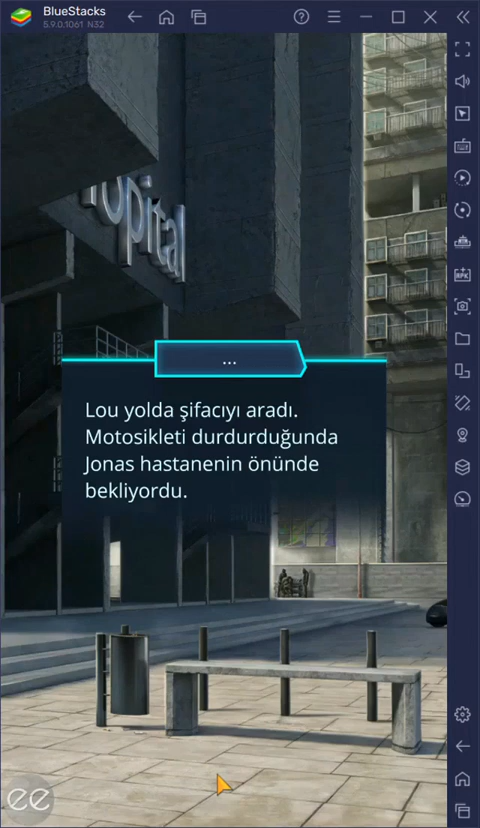 BlueStacks
5.9.0.1061 N32
...
Lou yolda şifacıyı aradı.
Motosikleti durdurduğunda
Jonas hastanenin önünde
bekliyordu.
ee